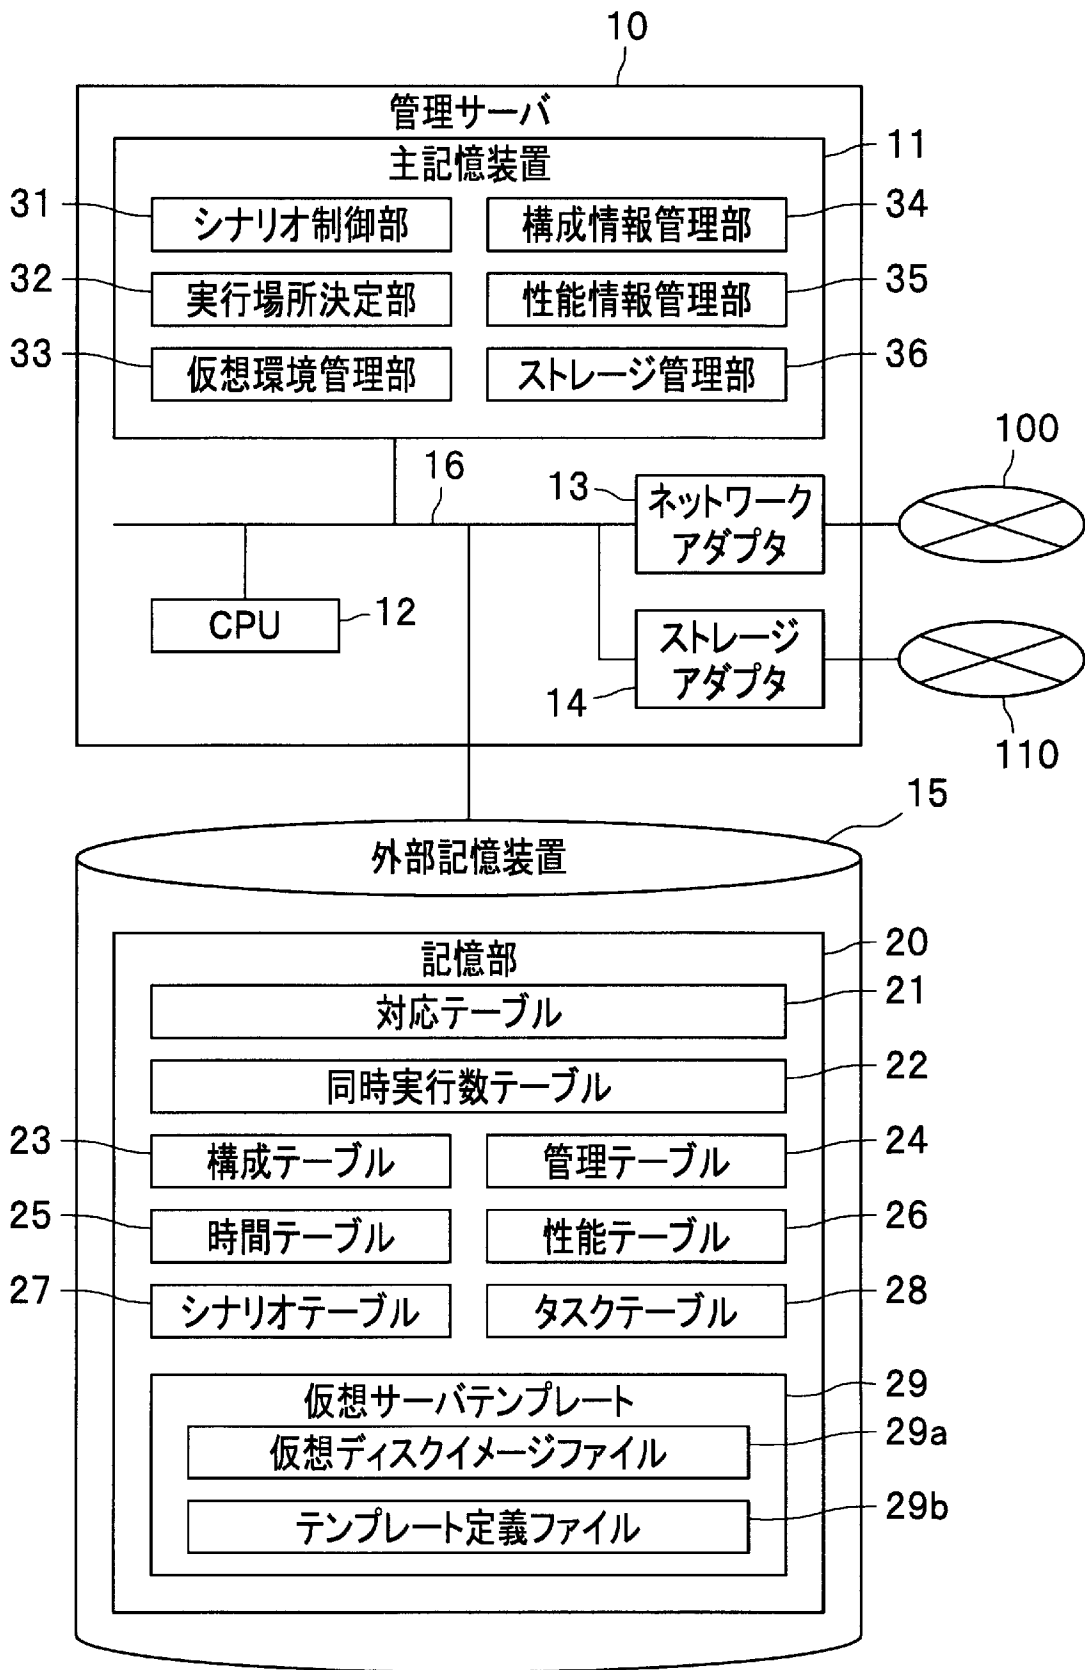 10
管理サーバ
主記憶装置
11
31
シナリオ制御部
構成情報管理部
34
32
実行場所決定部
性能情報管理部
35
33
仮想環境管理部
ストレージ管理部
36
16
13
ネットワーク
アダプタ
100
CPU
12
ストレージ
アダプタ
14
110
15
外部記憶装置
記憶部
20
対応テーブル
21
同時実行数テーブル
22
23
構成テーブル
管理テーブル
24
25
時間テーブル
性能テーブル
26
27
シナリオテーブル
タスクテーブル
28
仮想サーバテンプレート
29
仮想ディスクイメージファイル
29a
テンプレート定義ファイル
29b